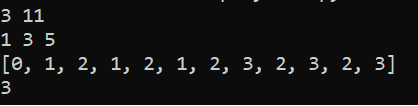 3 11
1 3 5
[0, 1, 2, 1, 2, 1, 2, 3, 2, 3, 2, 3]
3